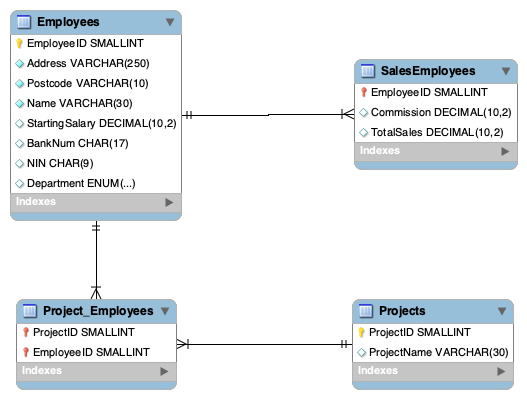 Employees
EmployeeID SMALLINT
Address VARCHAR(250)
Postcode VARCHAR(10)
Name VARCHAR(30)
StartingSalary DECIMAL(10,2)
BankNum CHAR(17)
NIN CHAR(9)
Department ENUM(...)
Indexes
SalesEmployees
EmployeeID SMALLINT
Commission DECIMAL(10,2)
TotalSales DECIMAL(10,2)
Indexes
Project_Employees
ProjectID SMALLINT
EmployeeID SMALLINT
Indexes
Projects
ProjectID SMALLINT
ProjectName VARCHAR(30)
Indexes